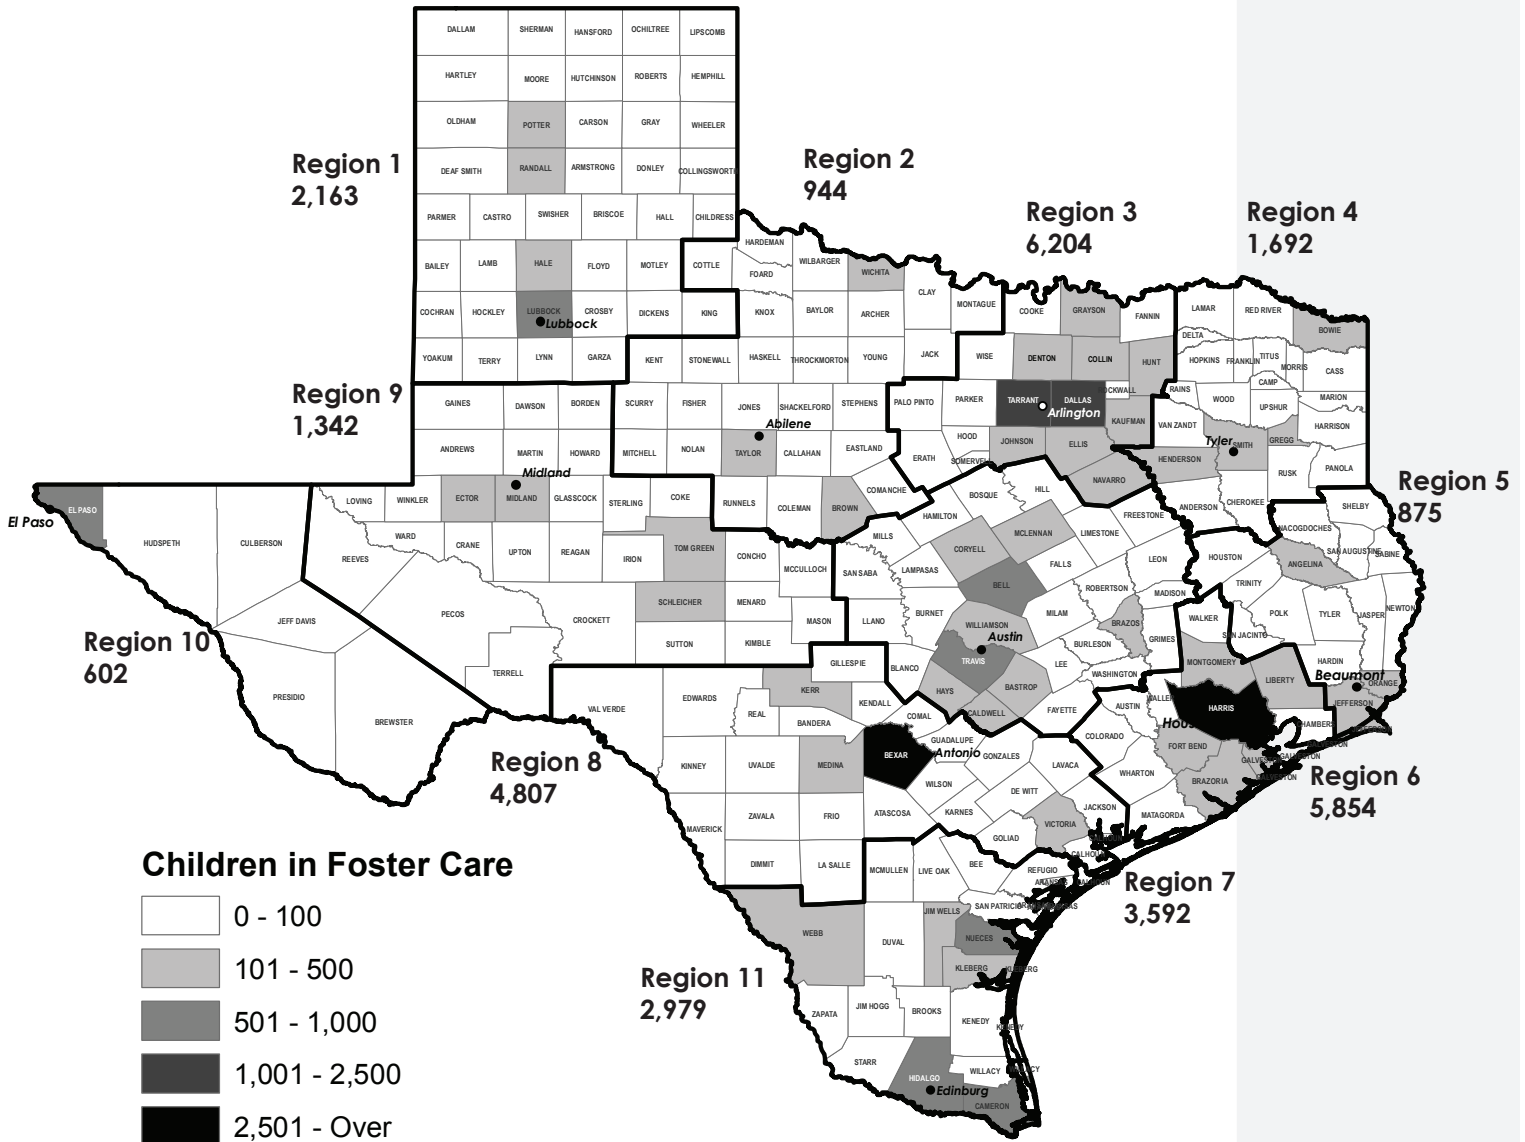 DALLAM SHERMAN HANSFORD OCHILTREE LIPSCOMB
HARTLEY MOORE HUTCHINSON ROBERTS HEMPHILL
OLDHAM POTTER CARSON GRAY WHEELER
Region 1
2,163
DEAF SMITH RANDALL ARMSTRONG DONLEY COLLINGSWORTH
Region 2
944
PARMER CASTRO SWISHER BRISCOE HALL CHILDRESS
Region 3
6,204
Region 4
1,692
BAILEY LAMB HALE FLOYD MOTLEY COTTLE HARDEMAN FOARD WILBARGER WICHITA CLAY MONTAGUE COOKE GRAYSON FANNIN LAMAR RED RIVER BOWIE
COCHRAN HOCKLEY LUBBOCK CROSBY DICKENS KING KNOX BAYLOR ARCHER
Lubbock
DELTA HOPKINS FRANKLIN TITUS MORRIS CASS CAMP
YOAKUM TERRY LYNN GARZA KENT STONEWALL HASKELL THROCKMORTON YOUNG JACK WISE DENTON COLLIN HUNT
Region 9
1,342
GAINES DAWSON BORDEN SCURRY FISHER JONES SHACKELFORD STEPHENS PALO PINTO PARKER TARRANT DALLAS RAINS WOOD UPSHUR MARION
Arlington
Abilene
ANDREWS MARTIN HOWARD MITCHELL NOLAN TAYLOR CALLAHAN EASTLAND ERATH HOOD JOHNSON ELLIS KAUFMAN VAN ZANDT SMITH GREGG HARRISON
Tyler
Midland
SOMERVELL NAVARRO HENDERSON RUSK PANOLA
Region 5
875
LOVING WINKLER ECTOR MIDLAND GLASSCOCK STERLING COKE RUNNELS COLEMAN BROWN COMANCHE BOSQUE HILL ANDERSON CHEROKEE SHELBY
El Paso
EL PASO HUDSPETH CULBERSON REEVES WARD CRANE UPTON REAGAN IRION TOM GREEN CONCHO MCCULLOCH MILLS HAMILTON CORYELL MCLENNAN LIMESTONE FREESTONE NACOGDOCHES SAN AUGUSTINE SABINE
SAN SABA LAMPASAS BELL FALLS LEON HOUSTON ANGELINA TRINITY
SCHLEICHER MENARD MASON LLANO BURNET MILAM ROBERTSON MADISON POLK TYLER JASPER NEWTON
Region 10
602
JEFF DAVIS PECOS CROCKETT SUTTON KIMBLE WILLIAMSON BRAZOS GRIMES WALKER SAN JACINTO
Austin
TRAVIS BURLESON LEE WASHINGTON MONTGOMERY LIBERTY HARDIN
Beaumont
PRESIDIO BREWSTER TERRELL VAL VERDE EDWARDS GILLESPIE KERR BLANCO HAYS BASTROP ORANGE
REAL KENDALL BANDERA COMAL CALDWELL FAYETTE AUSTIN HARRIS JEFFERSON
Region 8
4,807
KINNEY UVALDE MEDINA BEXAR GUADALUPE GONZALES COLORADO FORT BEND
Antonio
WILSON LAVACA WHARTON BRAZORIA
Region 6
5,854
MAVERICK ZAVALA FRIO ATASCOSA KARNES DE WITT JACKSON MATAGORDA
DIMMIT LA SALLE MCMULLEN LIVE OAK BEE GOLIAD VICTORIA REFUGIO
Region 7
3,592
WEBB DUVAL JIM WELLS SAN PATRICIO NUECES KLEBERG
Region 11
2,979
ZAPATA JIM HOGG BROOKS KENEDY
STARR HIDALGO WILLACY CAMERON
Edinburg
Children in Foster Care
0 - 100
101 - 500
501 - 1,000
1,001 - 2,500
2,501 - Over